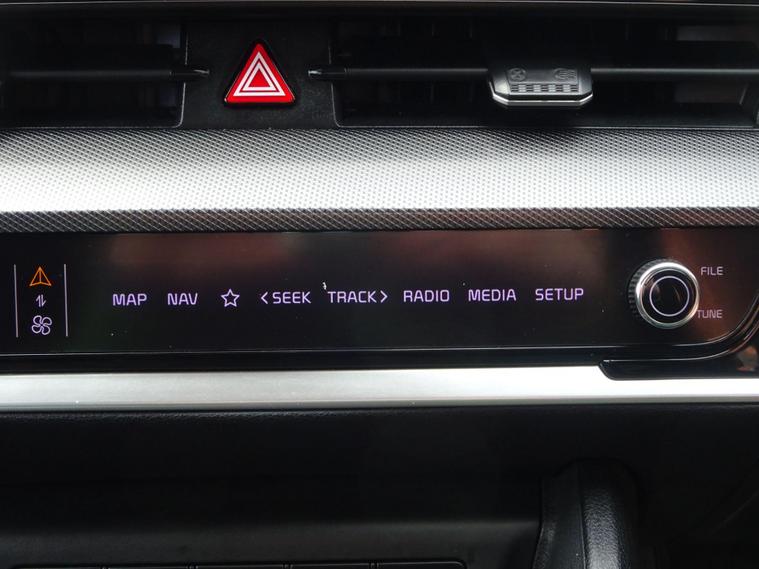 MAP NAV <SEEK TRACK> RADIO MEDIA SETUP
FILE
TUNE